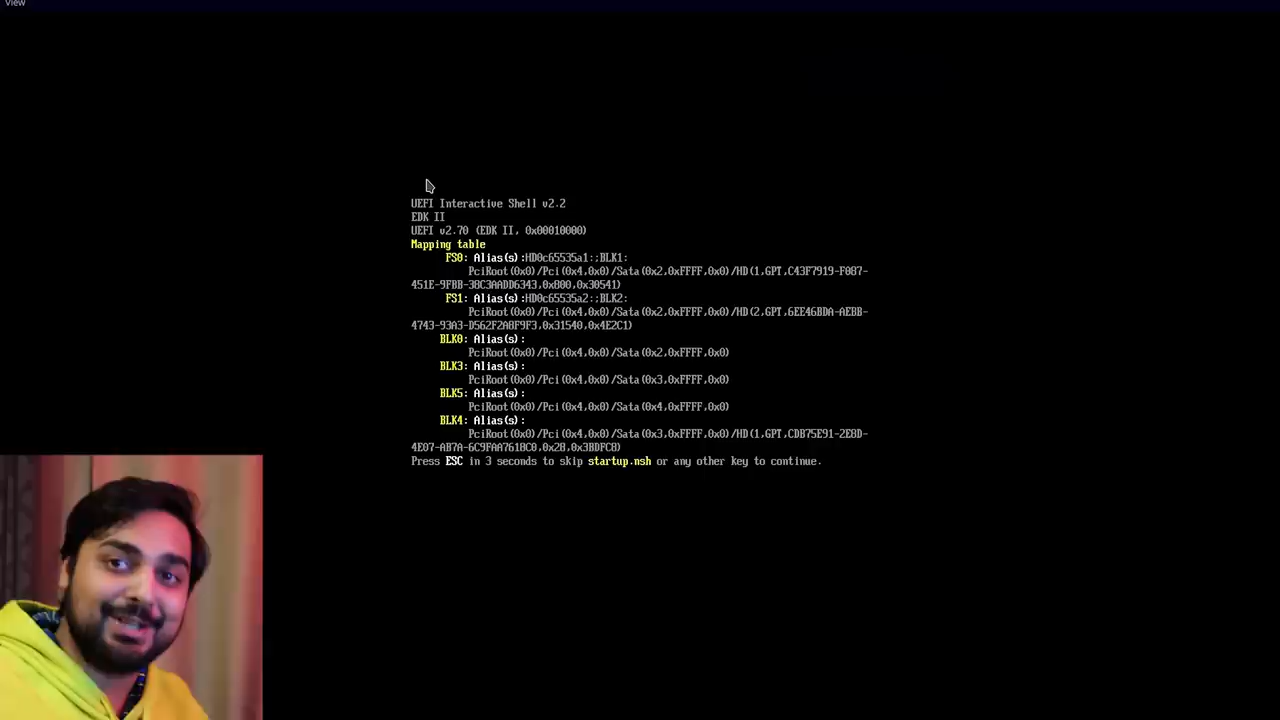 View
UEFI Interactive Shell v2.2
EDK II
UEFI v2.70 (EDK II, 0x00010000)
Mapping table
FS0: Alias(s):HD0c65535a1:;BLK1:
PciRoot(0x0)/Pci(0x4,0x0)/Sata(0x2,0xFFFF,0x0)/HD(1,GPT,C43F7919-F087-
451E-9FBB-38C3AADD6343,0x800,0x30541)
FS1: Alias(s):HD0c65535a2:;BLK2:
PciRoot(0x0)/Pci(0x4,0x0)/Sata(0x2,0xFFFF,0x0)/HD(2,GPT,6EE46BDA-AEBB-
4743-93A3-D562F2A8F9F3,0x31540,0x4E2C1)
BLK0: Alias(s):
PciRoot(0x0)/Pci(0x4,0x0)/Sata(0x2,0xFFFF,0x0)
BLK3: Alias(s):
PciRoot(0x0)/Pci(0x4,0x0)/Sata(0x3,0xFFFF,0x0)
BLK5: Alias(s):
PciRoot(0x0)/Pci(0x4,0x0)/Sata(0x4,0xFFFF,0x0)
BLK4: Alias(s):
PciRoot(0x0)/Pci(0x4,0x0)/Sata(0x3,0xFFFF,0x0)/HD(1,GPT,CDB75E91-2E8D-
4E07-AB7A-6C9FAA7618C0,0x28,0x3BDFC8)
Press ESC in 3 seconds to skip startup.nsh or any other key to continue.